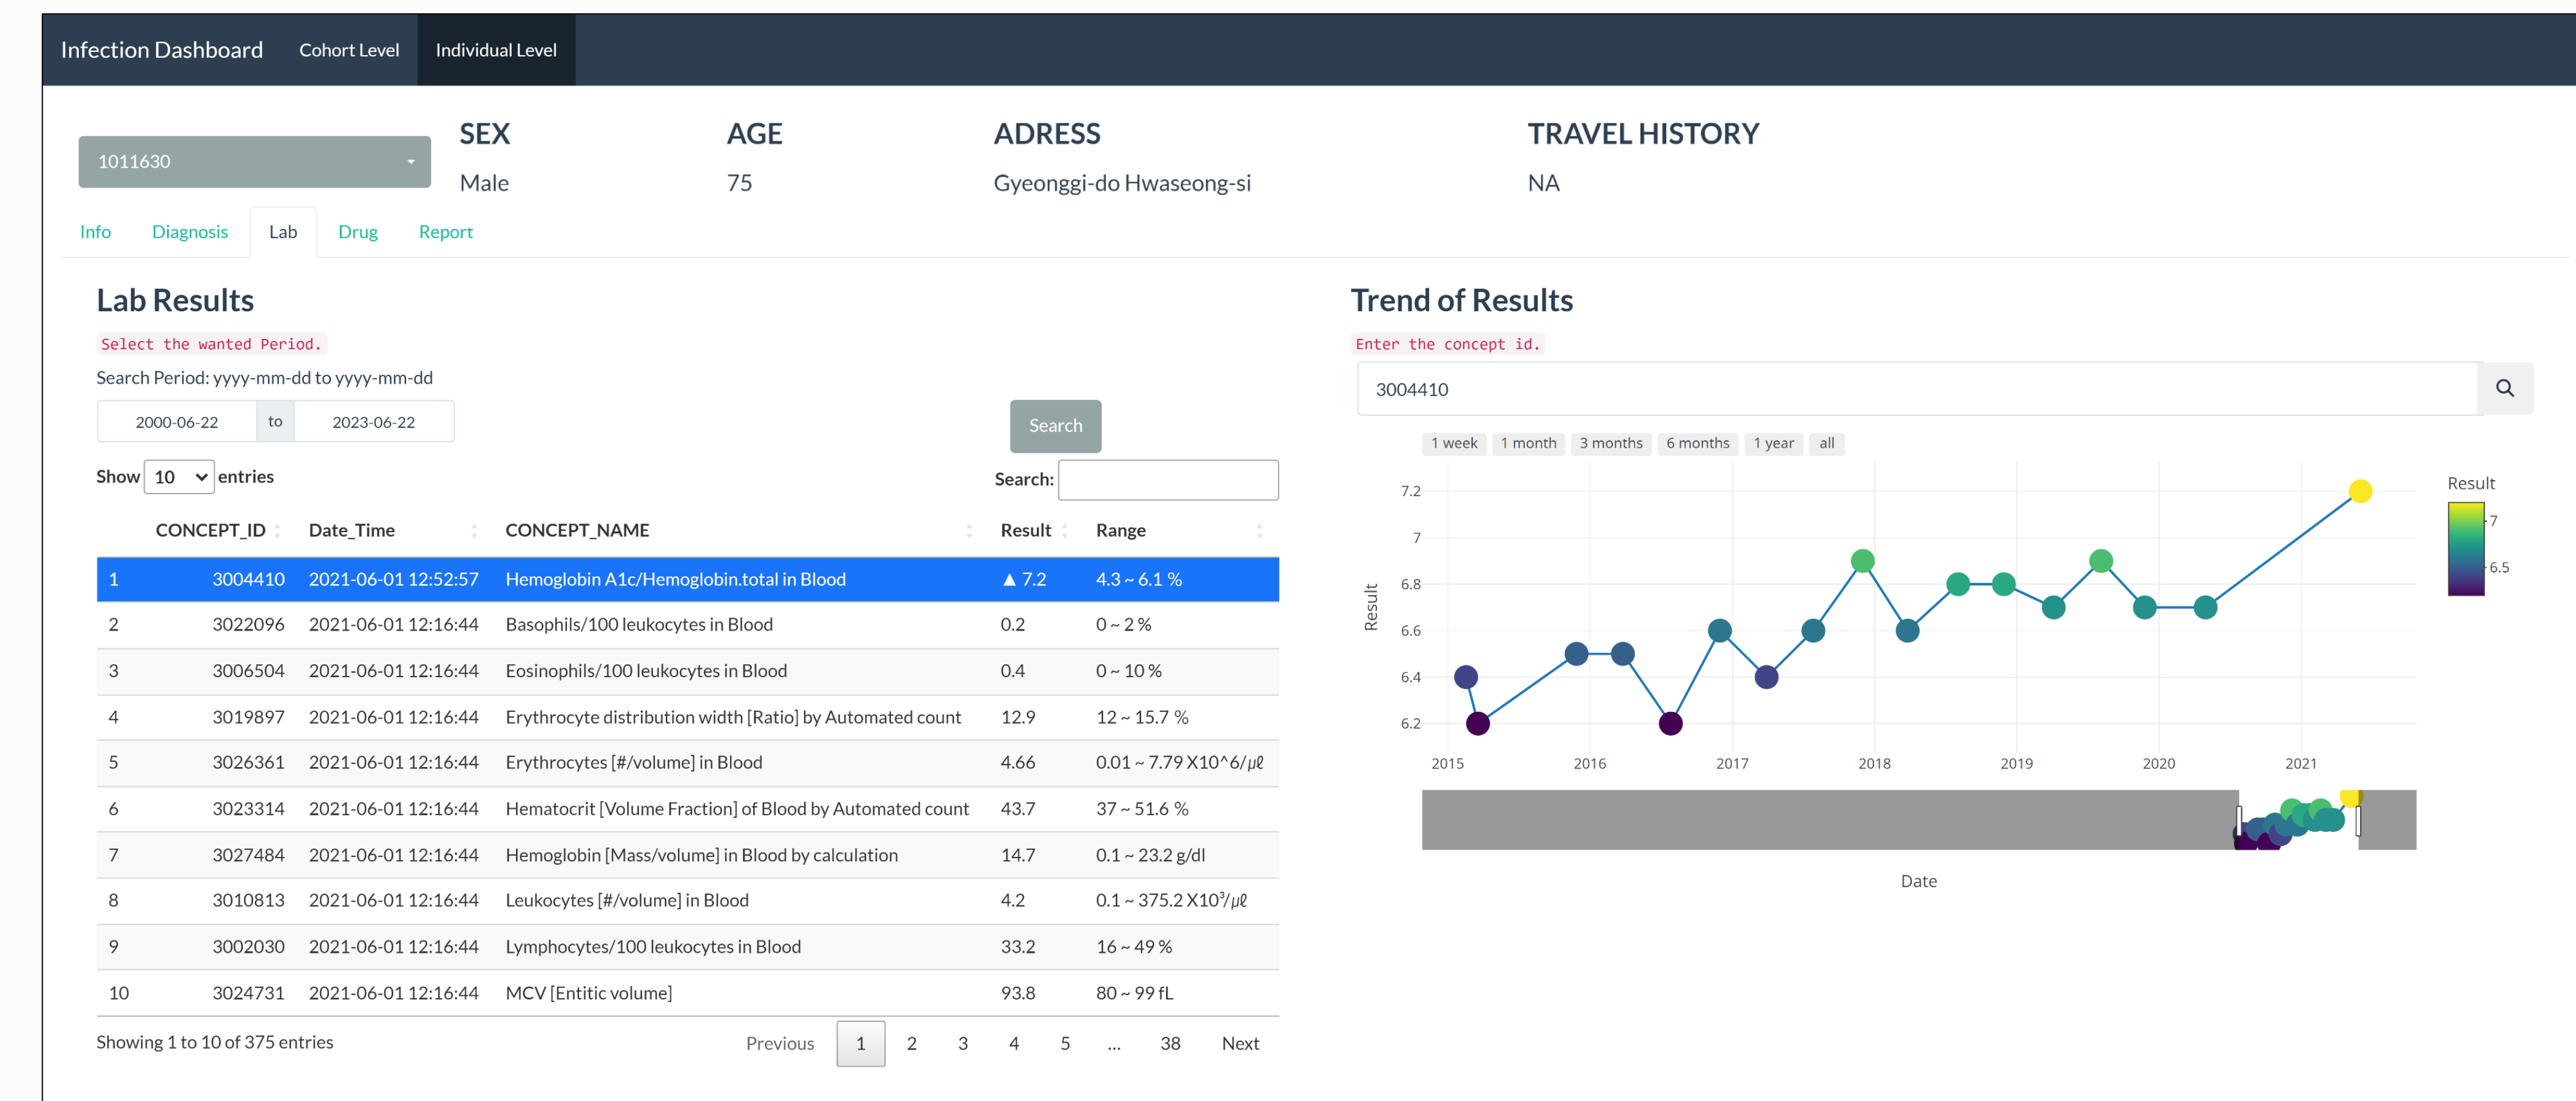 Infection Dashboard Cohort Level Individual Level
1011630
SEX AGE ADRESS TRAVEL HISTORY
Male 75 Gyeonggi-do Hwaseong-si NA
Info Diagnosis Lab Drug Report
Lab Results
Select the wanted Period.
Search Period: yyyy-mm-dd to yyyy-mm-dd
2000-06-22 to 2023-06-22
Search
Show 10 entries
Search:
CONCEPT_ID Date_Time CONCEPT_NAME Result Range
1 3004410 2021-06-01 12:52:57 Hemoglobin A1c/Hemoglobin.total in Blood ▲ 7.2 4.3 ~ 6.1 %
2 3022096 2021-06-01 12:16:44 Basophils/100 leukocytes in Blood 0.2 0 ~ 2 %
3 3006504 2021-06-01 12:16:44 Eosinophils/100 leukocytes in Blood 0.4 0 ~ 10 %
4 3019897 2021-06-01 12:16:44 Erythrocyte distribution width [Ratio] by Automated count 12.9 12 ~ 15.7 %
5 3026361 2021-06-01 12:16:44 Erythrocytes [#/volume] in Blood 4.66 0.01 ~ 7.79 X10^6/㎕
6 3023314 2021-06-01 12:16:44 Hematocrit [Volume Fraction] of Blood by Automated count 43.7 37 ~ 51.6 %
7 3027484 2021-06-01 12:16:44 Hemoglobin [Mass/volume] in Blood by calculation 14.7 0.1 ~ 23.2 g/dl
8 3010813 2021-06-01 12:16:44 Leukocytes [#/volume] in Blood 4.2 0.1 ~ 375.2 X10³/㎕
9 3002030 2021-06-01 12:16:44 Lymphocytes/100 leukocytes in Blood 33.2 16 ~ 49 %
10 3024731 2021-06-01 12:16:44 MCV [Entitic volume] 93.8 80 ~ 99 fL
Showing 1 to 10 of 375 entries
Previous 1 2 3 4 5 ... 38 Next
Trend of Results
Enter the concept id.
3004410
1 week 1 month 3 months 6 months 1 year all
7.2
7
6.8
6.6
6.4
6.2
Result
2015 2016 2017 2018 2019 2020 2021
Date
Result
7
6.5